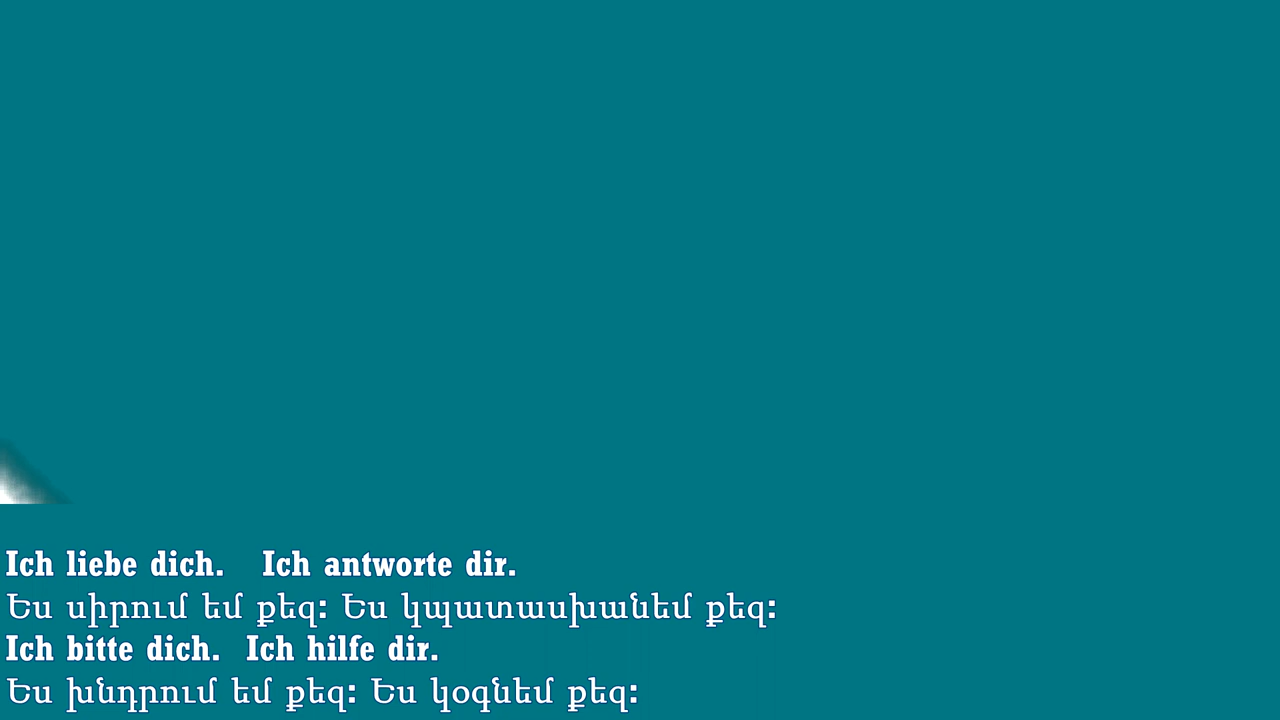 Ich liebe dich. Ich antworte dir.
Ես սիրում եմ քեզ: Ես կպատասխանեմ քեզ:
Ich bitte dich. Ich hilfe dir.
Ես խնդրում եմ քեզ: Ես կօգնեմ քեզ: